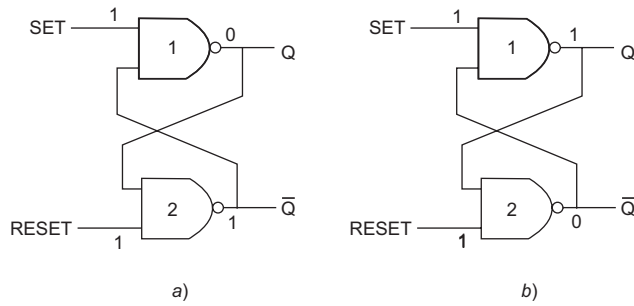 SET 1 1 0 Q
2 1 Q̅
RESET 1
a)
SET 1 1 1 Q
2 0 Q̅
RESET 1
b)